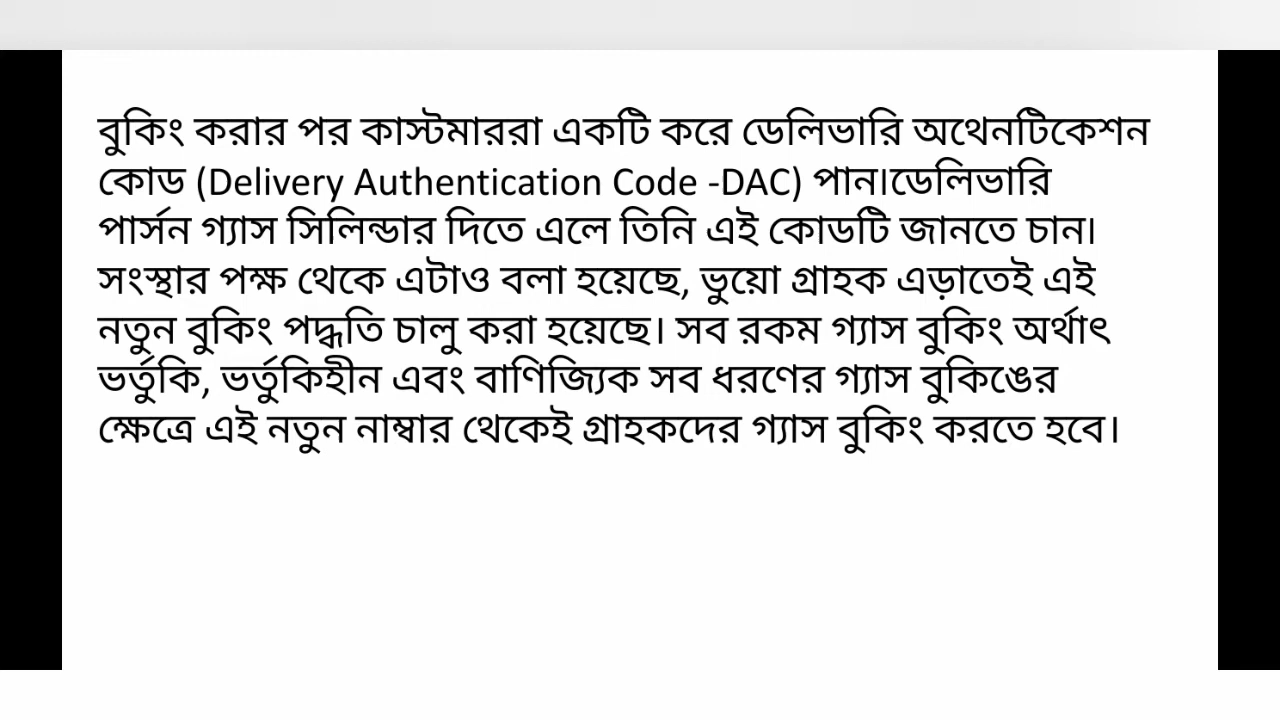 বুকিং করার পর কাস্টমাররা একটি করে ডেলিভারি অথেনটিকেশন
কোড (Delivery Authentication Code -DAC) পান।ডেলিভারি
পার্সন গ্যাস সিলিন্ডার দিতে এলে তিনি এই কোডটি জানতে চান।
সংস্থার পক্ষ থেকে এটাও বলা হয়েছে, ভুয়ো গ্রাহক এড়াতেই এই
নতুন বুকিং পদ্ধতি চালু করা হয়েছে। সব রকম গ্যাস বুকিং অর্থাৎ
ভর্তুকি, ভর্তুকিহীন এবং বাণিজ্যিক সব ধরণের গ্যাস বুকিঙের
ক্ষেত্রে এই নতুন নাম্বার থেকেই গ্রাহকদের গ্যাস বুকিং করতে হবে।